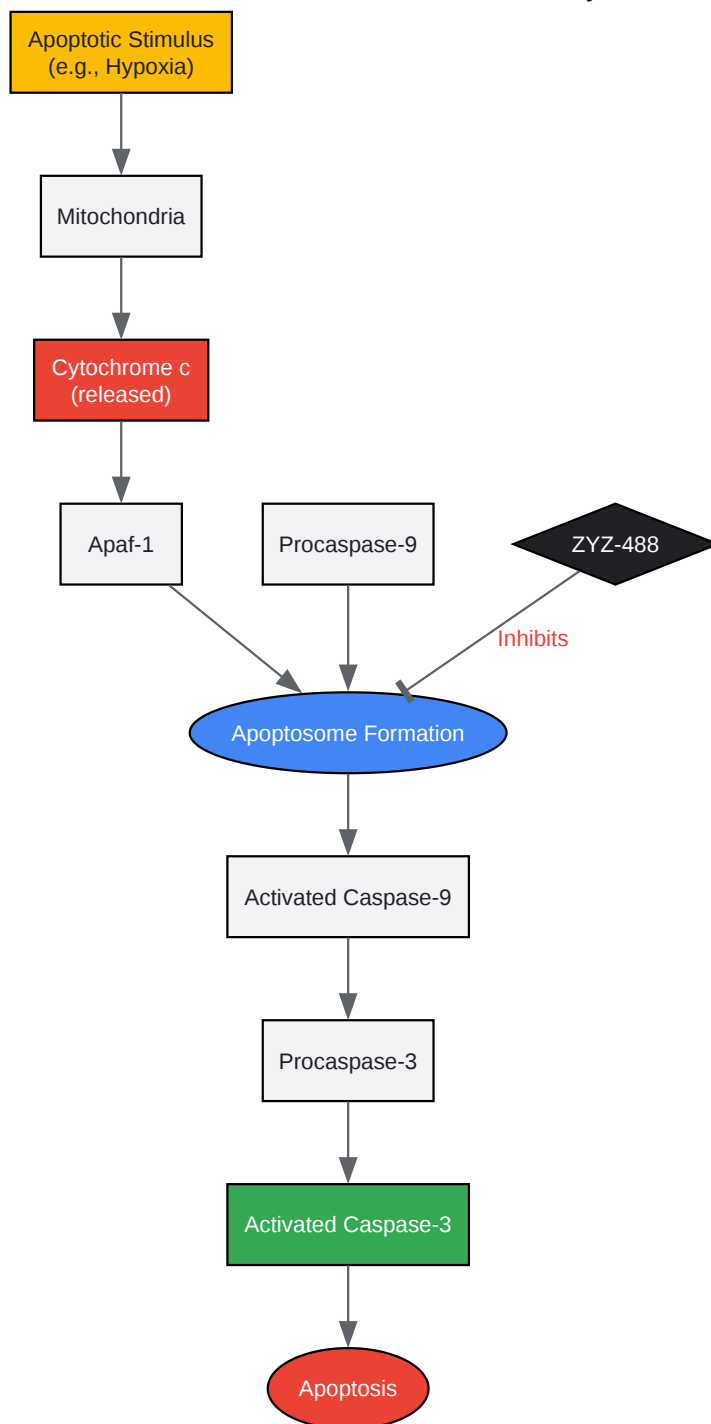 Apoptotic Stimulus
(e.g., Hypoxia)
Mitochondria
Cytochrome c
(released)
Apaf-1
Procaspase-9
ZYZ-488
Inhibits
Apoptosome Formation
Activated Caspase-9
Procaspase-3
Activated Caspase-3
Apoptosis